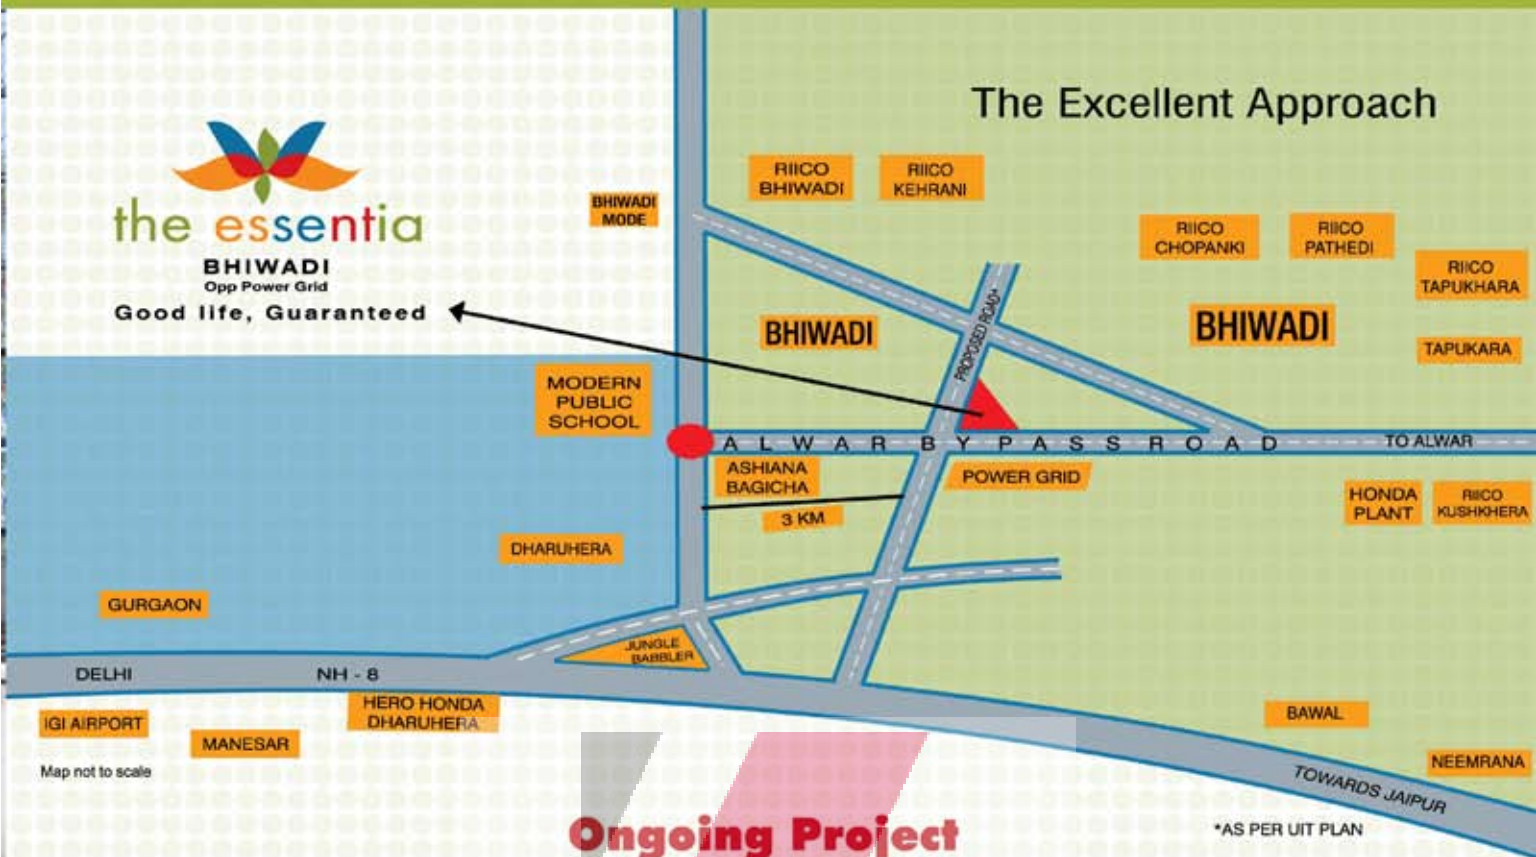 The Excellent Approach
the essentia
BHIWADI
Opp Power Grid
Good life, Guaranteed
BHIWADI
MODE
RIICO
BHIWADI
RIICO
KEHRANI
RIICO
CHOPANKI
RIICO
PATHEDI
RIICO
TAPUKHARA
BHIWADI
BHIWADI
TAPUKARA
PROPOSED ROAD*
MODERN
PUBLIC
SCHOOL
ALWAR BYPASS ROAD
TO ALWAR
ASHIANA
BAGICHA
POWER GRID
3 KM
HONDA
PLANT
RIICO
KUSHKHERA
DHARUHERA
GURGAON
JUNGLE
BABBLER
DELHI
NH - 8
HERO HONDA
DHARUHERA
IGI AIRPORT
MANESAR
BAWAL
NEEMRANA
TOWARDS JAIPUR
Map not to scale
Ongoing Project
*AS PER UIT PLAN